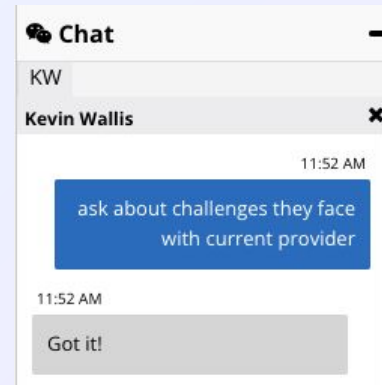 Chat
KW
Kevin Wallis
11:52 AM
ask about challenges they face
with current provider
11:52 AM
Got it!